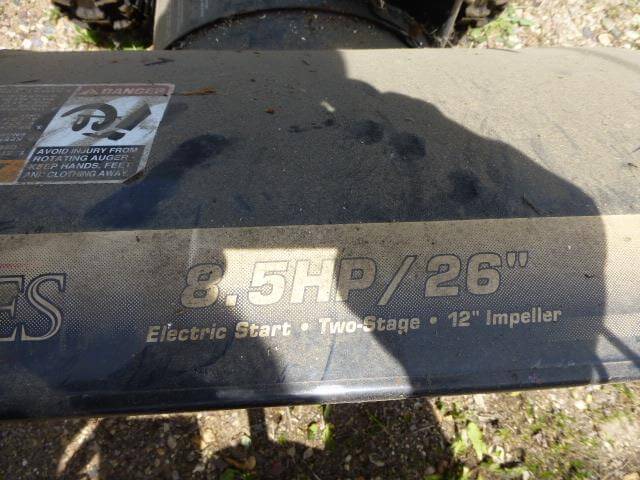 DANGER
AVOID INJURY FROM
ROTATING AUGER
KEEP HANDS, FEET
AND CLOTHING AWAY
ES
8.5HP/26"
Electric Start • Two-Stage • 12" Impeller